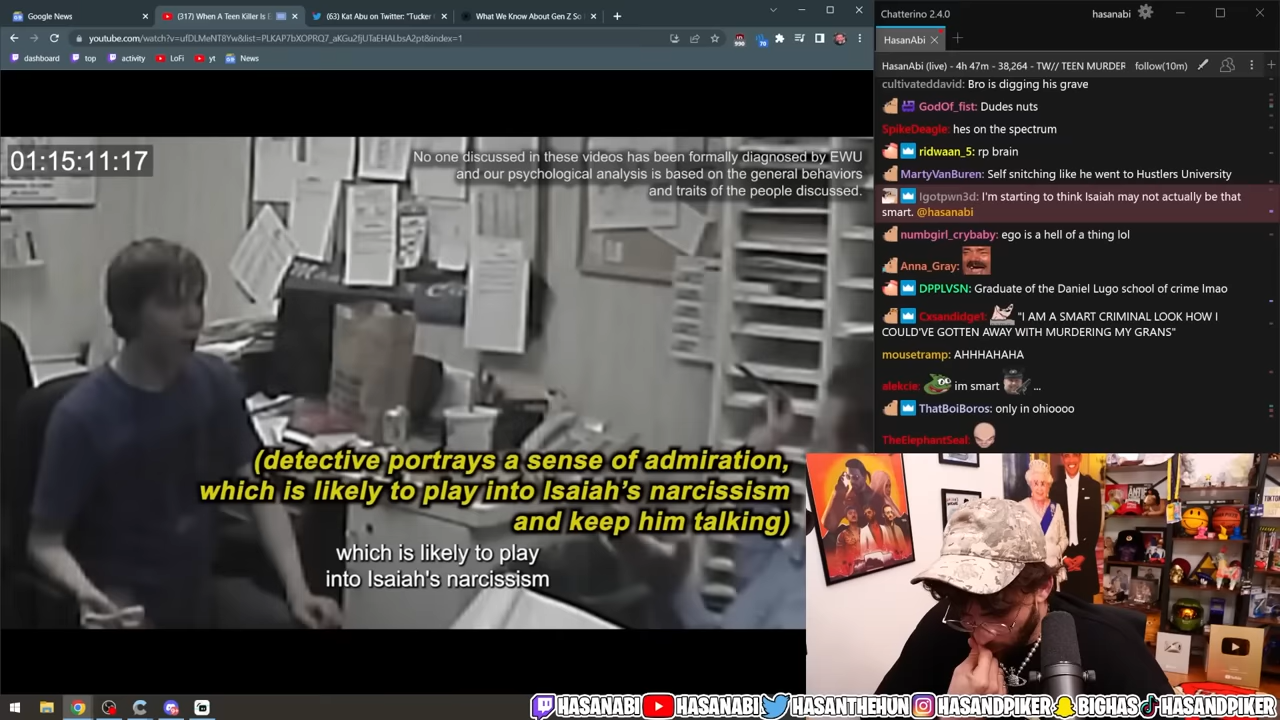 Google News
(317) When A Teen Killer Is
(63) Kat Abu on Twitter: "Tucker
What We Know About Gen Z So
youtube.com/watch?v=ufDLMeNT8Yw&list=PLKAP7bXOPRQ7_aKGu2fjUTaEHALbsA2pt&index=1
dashboard
top
activity
LoFi
yt
News
01:15:11:17
No one discussed in these videos has been formally diagnosed by EWU
and our psychological analysis is based on the general behaviors
and traits of the people discussed.
(detective portrays a sense of admiration,
which is likely to play into Isaiah's narcissism
and keep him talking)
which is likely to play
into Isaiah's narcissism
Chatterino 2.4.0
hasanabi
HasanAbi
HasanAbi (live) - 4h 47m - 38,264 - TW// TEEN MURDER
follow(10m)
cultivateddavid: Bro is digging his grave
GodOf_fist: Dudes nuts
SpikeDeagle: hes on the spectrum
ridwaan_5: rp brain
MartyVanBuren: Self snitching like he went to Hustlers University
Igotpwn3d: I'm starting to think Isaiah may not actually be that
smart. @hasanabi
numbgirl_crybaby: ego is a hell of a thing lol
Anna_Gray:
DPPLVSN: Graduate of the Daniel Lugo school of crime lmao
Cxsandidge1: "I AM A SMART CRIMINAL LOOK HOW I
COULD'VE GOTTEN AWAY WITH MURDERING MY GRANS"
mousetramp: AHHHAHAHA
alekcie: im smart ...
ThatBoiBoros: only in ohioooo
TheElephantSeal:
HASANABI HASANABI HASANTHEHUN HASANDPIKER BIGHAS HASANDPIKER